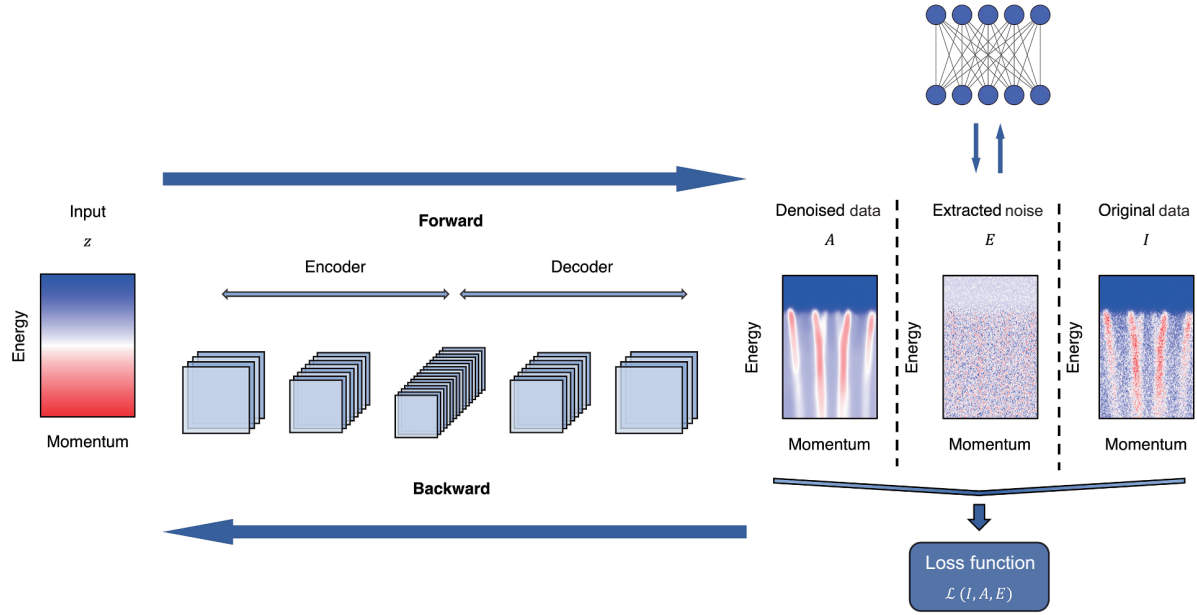 Input
z
Energy
Momentum
Forward
Encoder
Decoder
Backward
Denoised data
A
Energy
Momentum
Extracted noise
E
Energy
Momentum
Original data
I
Energy
Momentum
Loss function
ℒ (I, A, E)